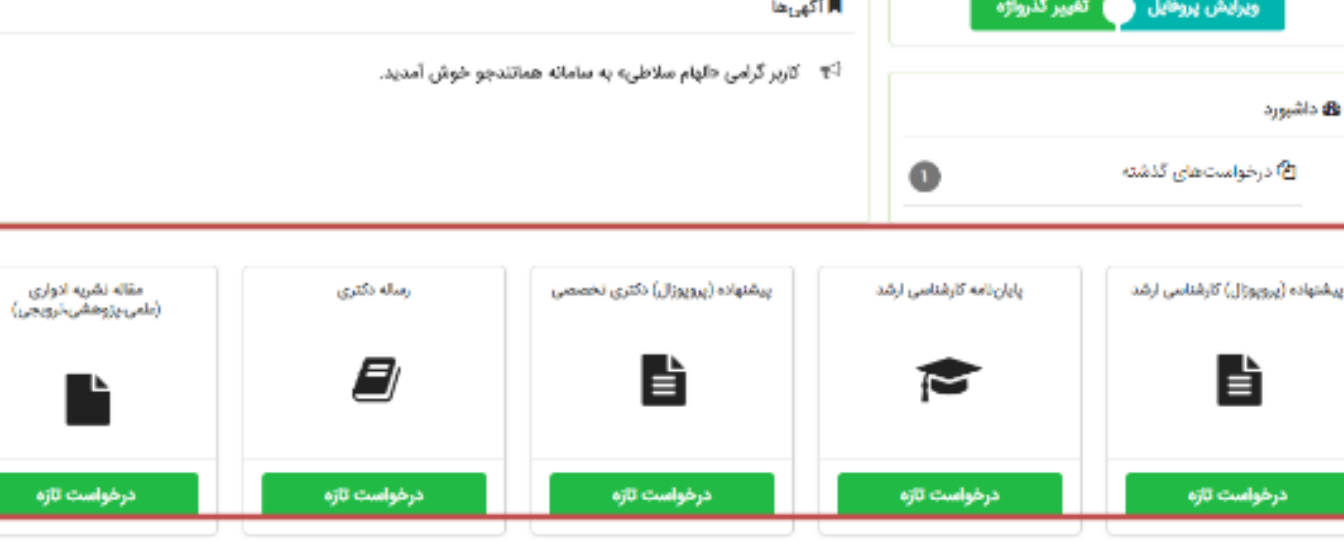 ویرایش پروفایل
تغییر گذرواژه
آگهی‌ها
کاربر گرامی «الهام سلاطی» به سامانه همانندجو خوش آمدید.
داشبورد
درخواست‌های گذشته
۱
پیشنهاده (پروپوزال) کارشناسی ارشد
پایان‌نامه کارشناسی ارشد
پیشنهاده (پروپوزال) دکتری تخصصی
رساله دکتری
مقاله نشریه ادواری
(علمی-پژوهشی،ترویجی)
درخواست تازه
درخواست تازه
درخواست تازه
درخواست تازه
درخواست تازه